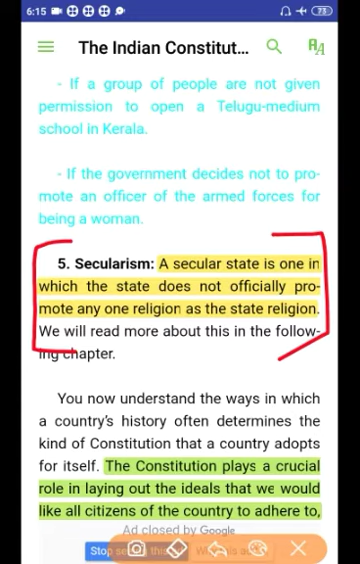 6:15
73
The Indian Constitut...
- If a group of people are not given
permission to open a Telugu-medium
school in Kerala.
- If the government decides not to pro-
mote an officer of the armed forces for
being a woman.
5. Secularism: A secular state is one in
which the state does not officially pro-
mote any one religion as the state religion.
We will read more about this in the follow-
ing chapter.
You now understand the ways in which
a country's history often determines the
kind of Constitution that a country adopts
for itself. The Constitution plays a crucial
role in laying out the ideals that we would
like all citizens of the country to adhere to,
Ad closed by Google
Stop